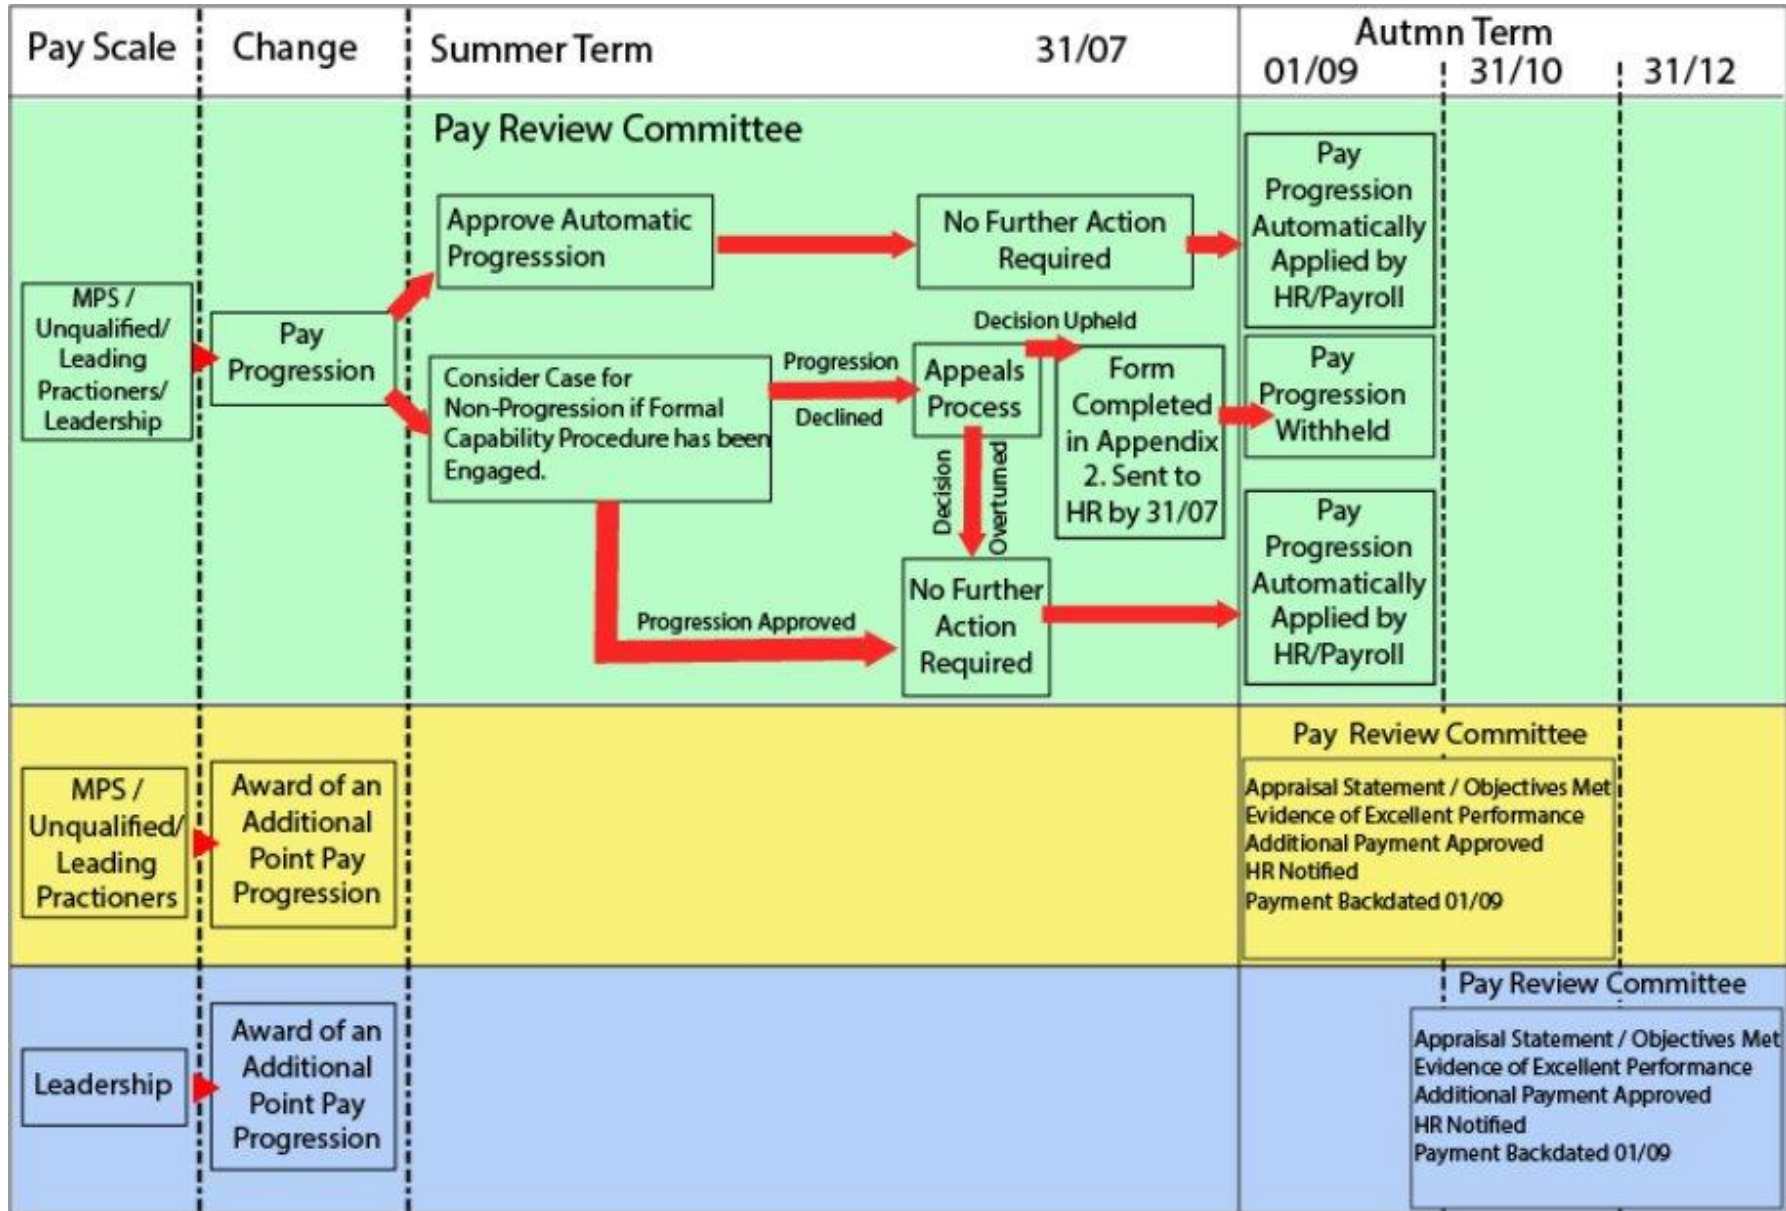 Pay Scale
Change
Summer Term
31/07
Autmn Term
01/09
31/10
31/12
Pay Review Committee
MPS /
Unqualified/
Leading
Practioners/
Leadership
Pay
Progression
Approve Automatic
Progresssion
No Further Action
Required
Pay
Progression
Automatically
Applied by
HR/Payroll
Consider Case for
Non-Progression if Formal
Capability Procedure has been
Engaged.
Progression
Declined
Appeals
Process
Decision Upheld
Form
Completed
in Appendix
2. Sent to
HR by 31/07
Pay
Progression
Withheld
Decision
Overturned
Progression Approved
No Further
Action
Required
Pay
Progression
Automatically
Applied by
HR/Payroll
MPS /
Unqualified/
Leading
Practioners
Award of an
Additional
Point Pay
Progression
Pay Review Committee
Appraisal Statement / Objectives Met
Evidence of Excellent Performance
Additional Payment Approved
HR Notified
Payment Backdated 01/09
Leadership
Award of an
Additional
Point Pay
Progression
Pay Review Committee
Appraisal Statement / Objectives Met
Evidence of Excellent Performance
Additional Payment Approved
HR Notified
Payment Backdated 01/09